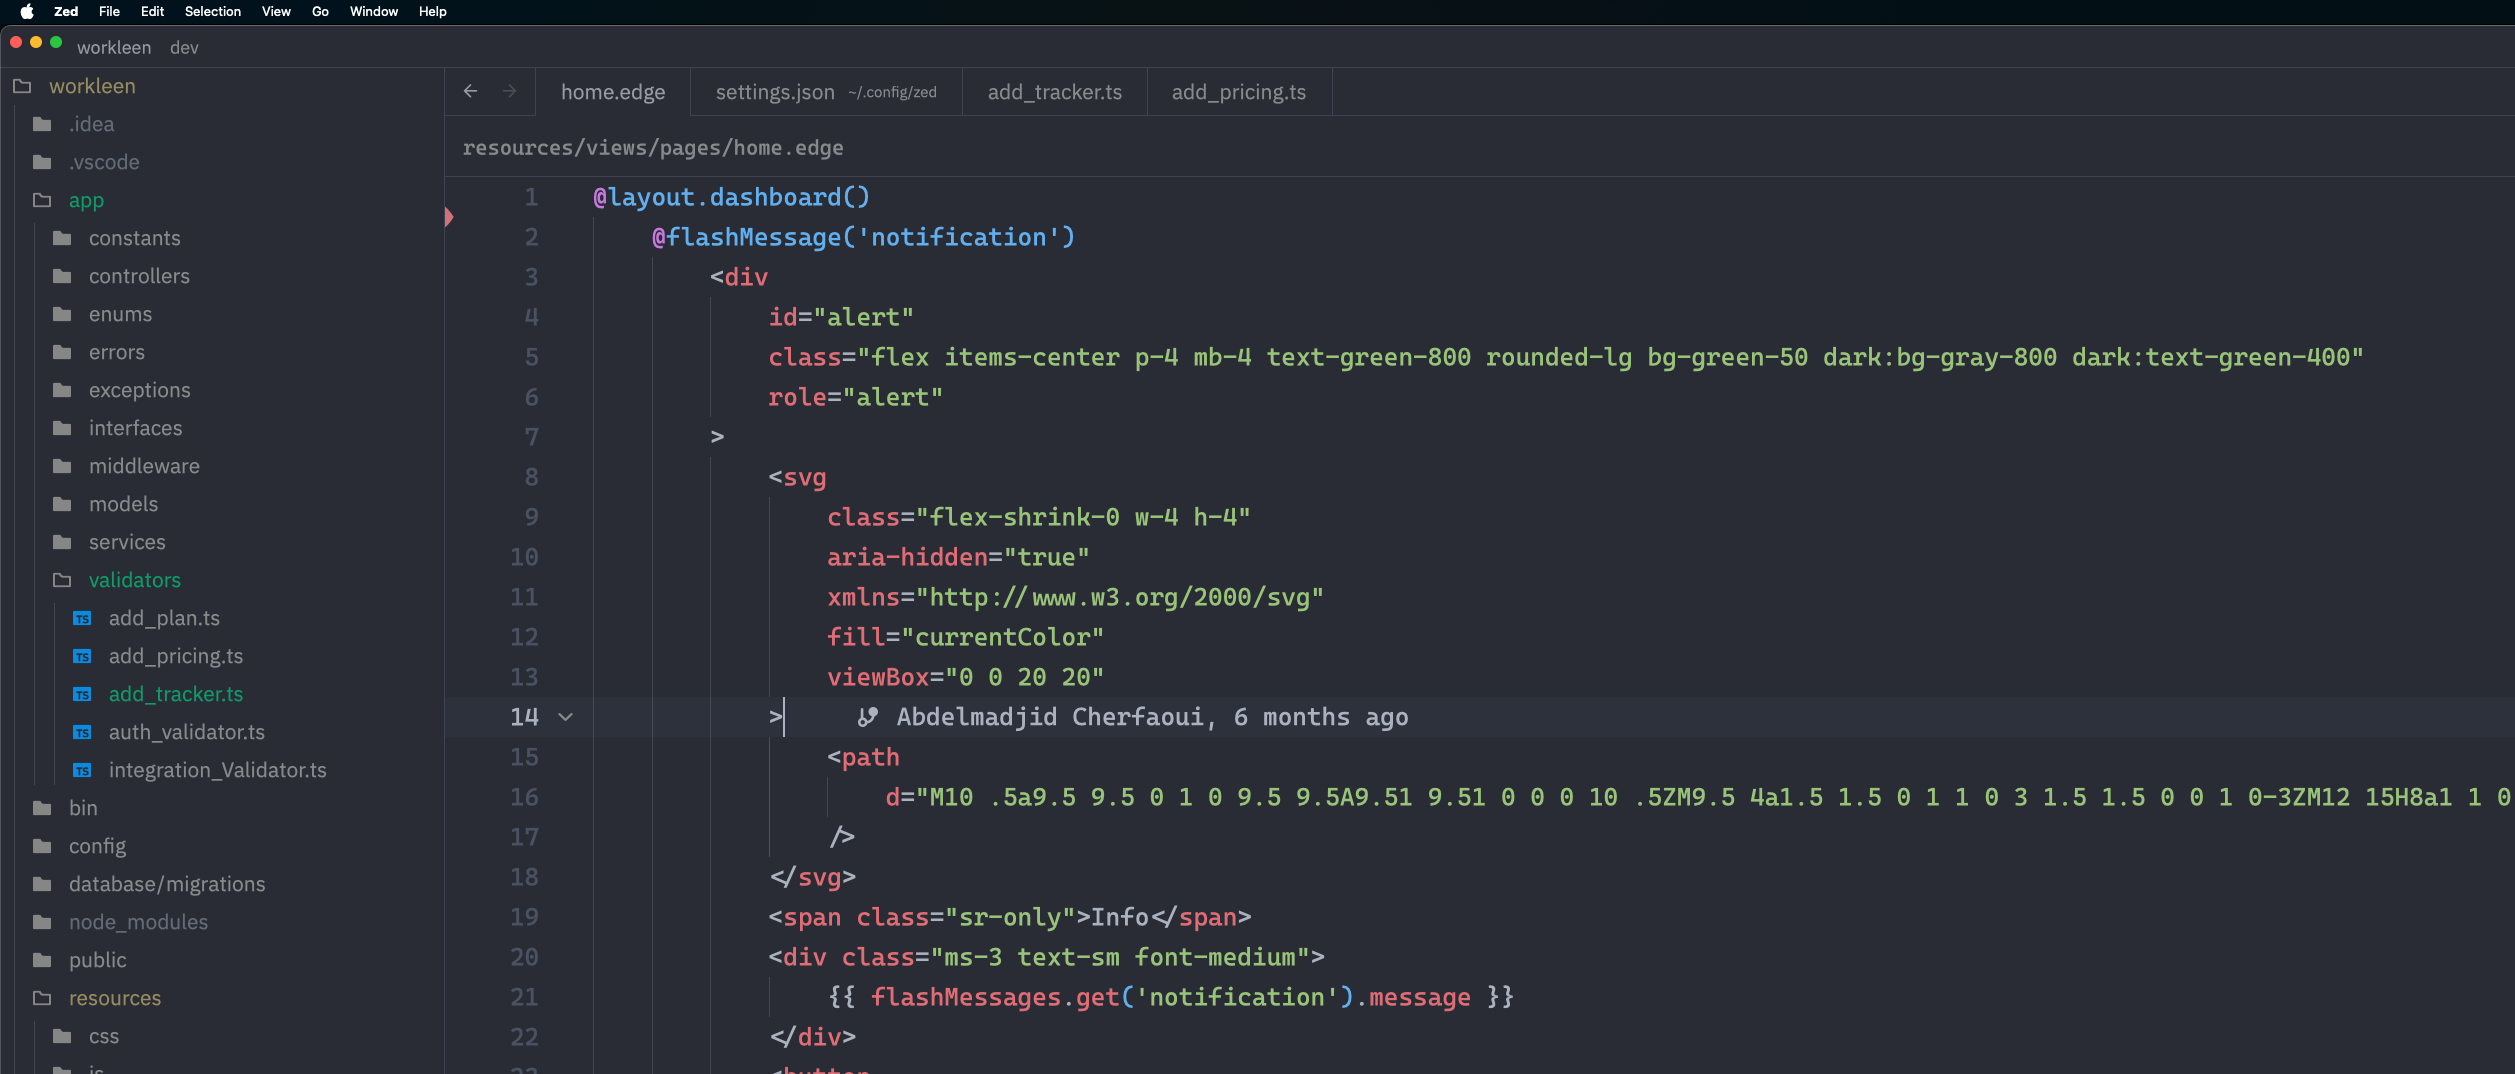 Zed File Edit Selection View Go Window Help
workleen dev
workleen
.idea
.vscode
app
constants
controllers
enums
errors
exceptions
interfaces
middleware
models
services
validators
TS add_plan.ts
TS add_pricing.ts
TS add_tracker.ts
TS auth_validator.ts
TS integration_Validator.ts
bin
config
database/migrations
node_modules
public
resources
css
home.edge settings.json ~/.config/zed add_tracker.ts add_pricing.ts
resources/views/pages/home.edge
1 @layout.dashboard()
2 @flashMessage('notification')
3 <div
4 id="alert"
5 class="flex items-center p-4 mb-4 text-green-800 rounded-lg bg-green-50 dark:bg-gray-800 dark:text-green-400"
6 role="alert"
7 >
8 <svg
9 class="flex-shrink-0 w-4 h-4"
10 aria-hidden="true"
11 xmlns="http://www.w3.org/2000/svg"
12 fill="currentColor"
13 viewBox="0 0 20 20"
14 > Abdelmadjid Cherfaoui, 6 months ago
15 <path
16 d="M10 .5a9.5 9.5 0 1 0 9.5 9.5A9.51 9.51 0 0 0 10 .5ZM9.5 4a1.5 1.5 0 1 1 0 3 1.5 1.5 0 0 1 0-3ZM12 15H8a1 1 0
17 />
18 </svg>
19 <span class="sr-only">Info</span>
20 <div class="ms-3 text-sm font-medium">
21 {{ flashMessages.get('notification').message }}
22 </div>